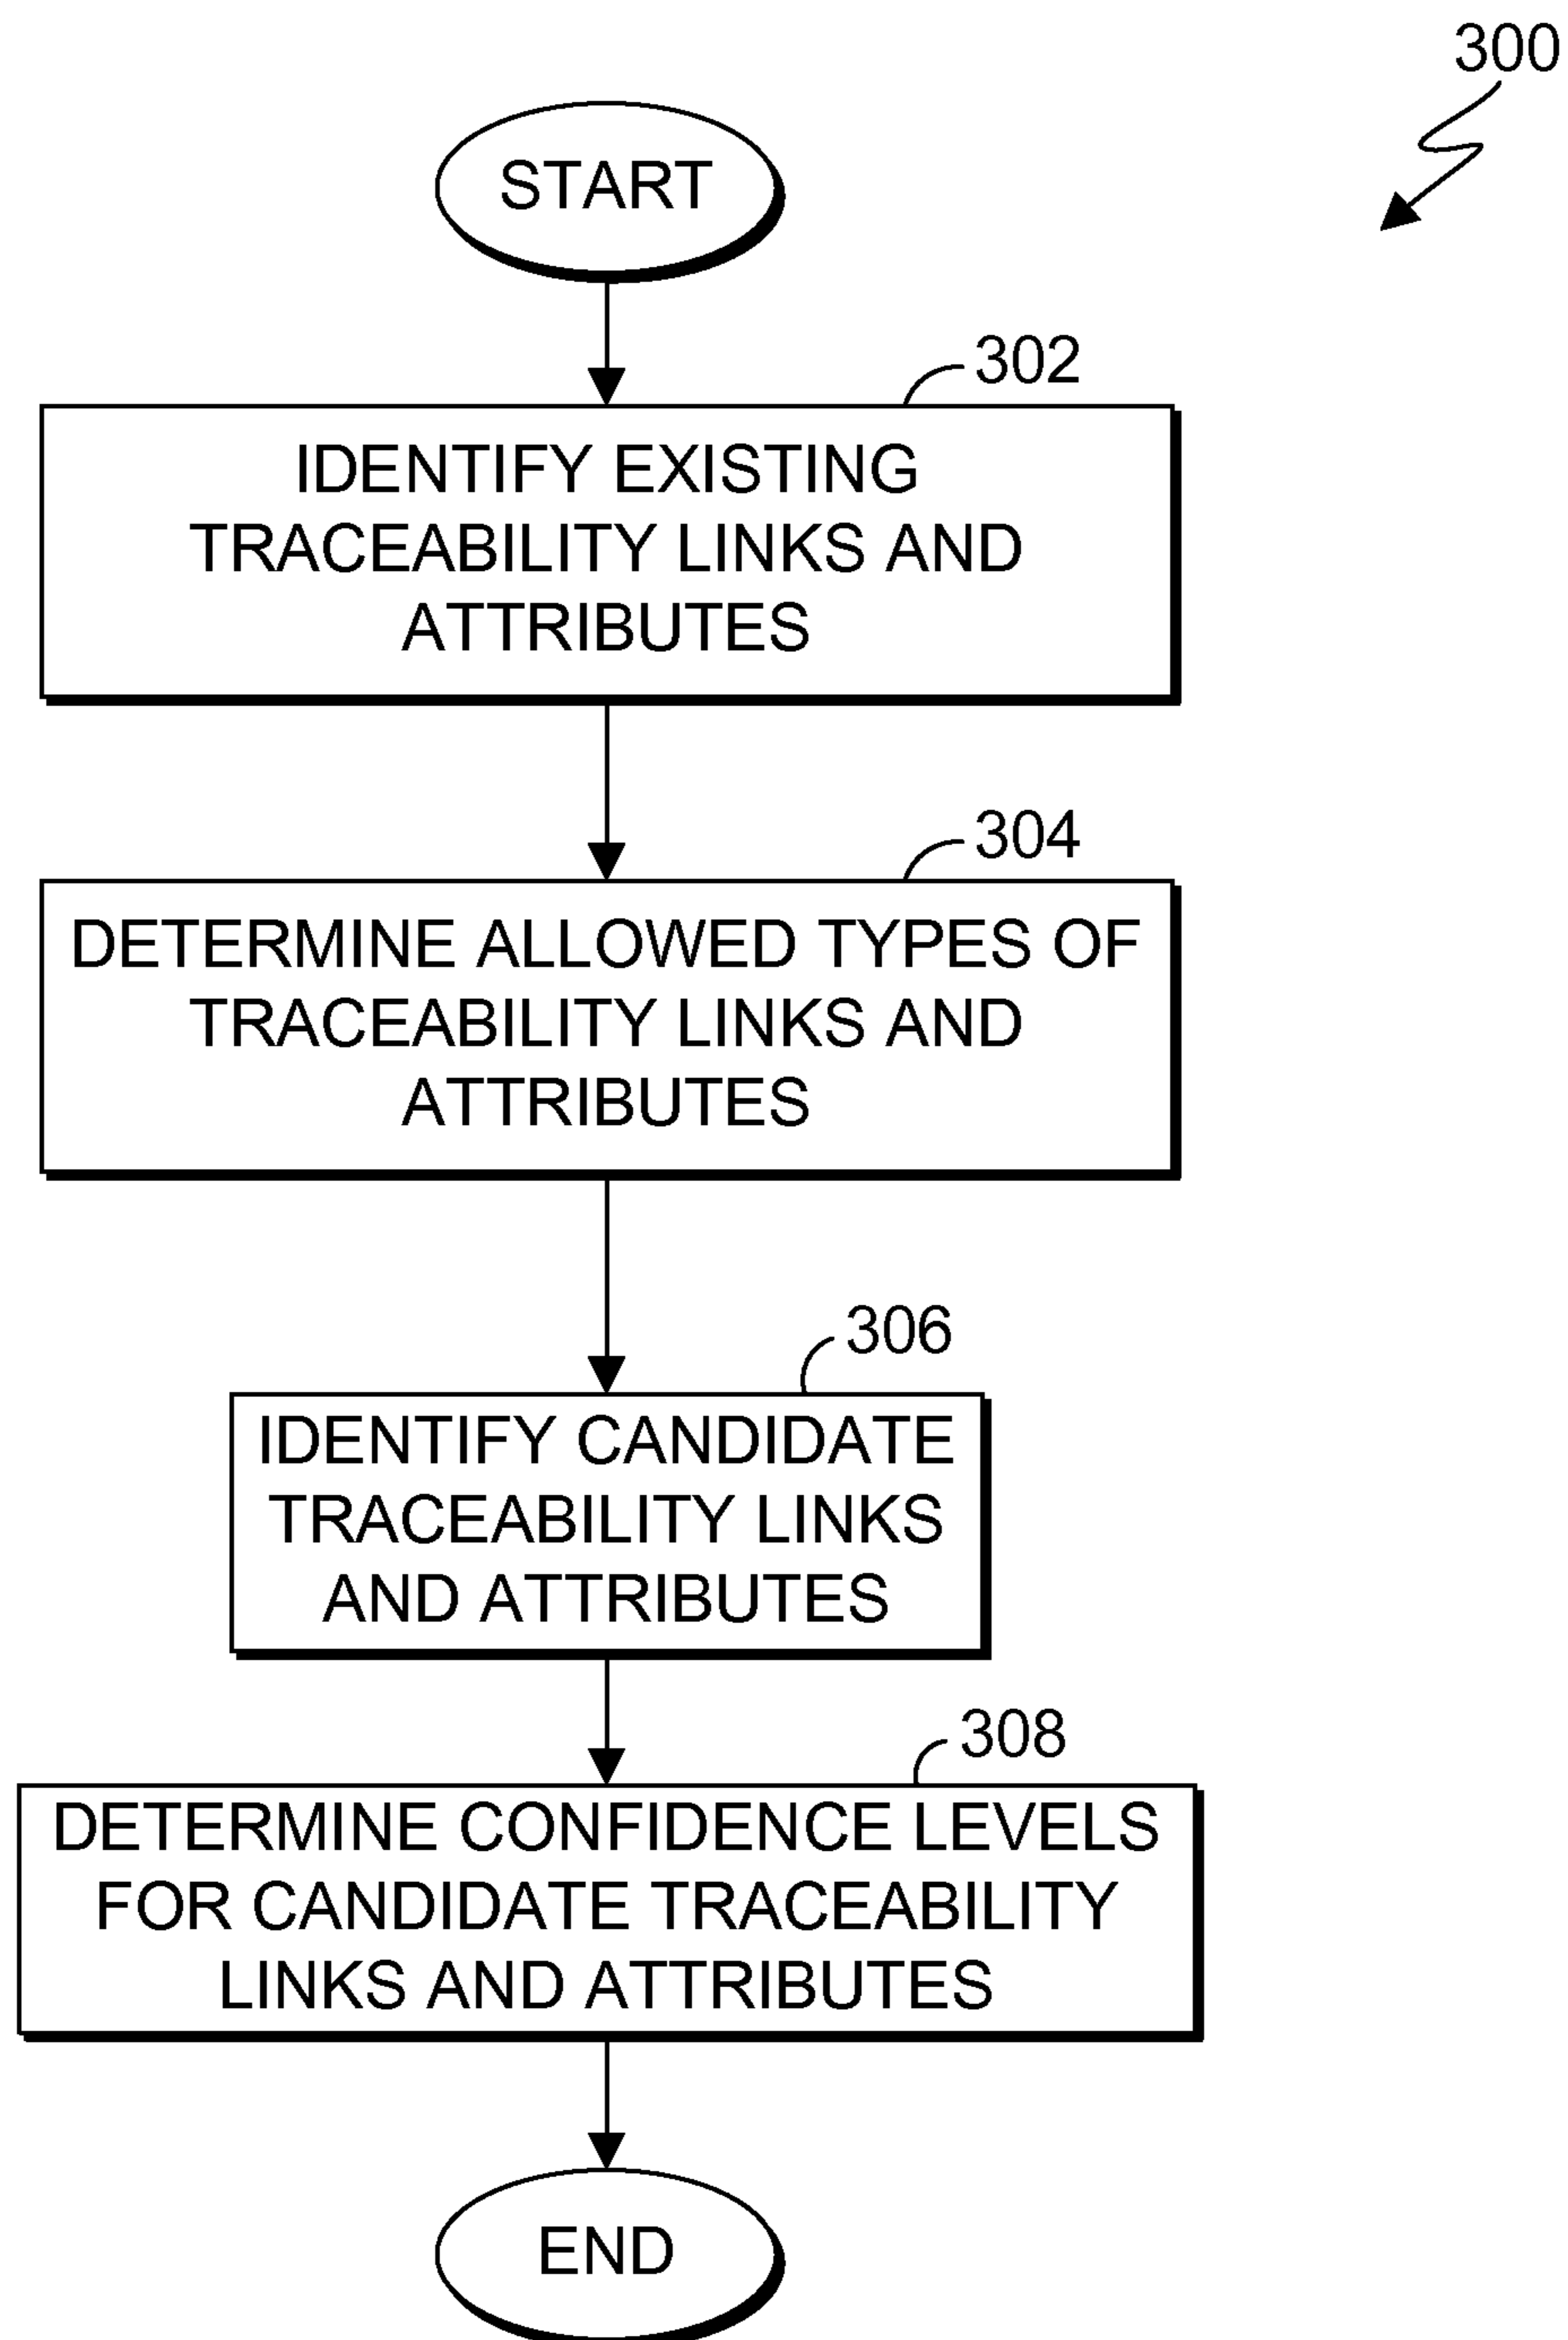 300
START
302
IDENTIFY EXISTING
TRACEABILITY LINKS AND
ATTRIBUTES
304
DETERMINE ALLOWED TYPES OF
TRACEABILITY LINKS AND
ATTRIBUTES
306
IDENTIFY CANDIDATE
TRACEABILITY LINKS
AND ATTRIBUTES
308
DETERMINE CONFIDENCE LEVELS
FOR CANDIDATE TRACEABILITY
LINKS AND ATTRIBUTES
END